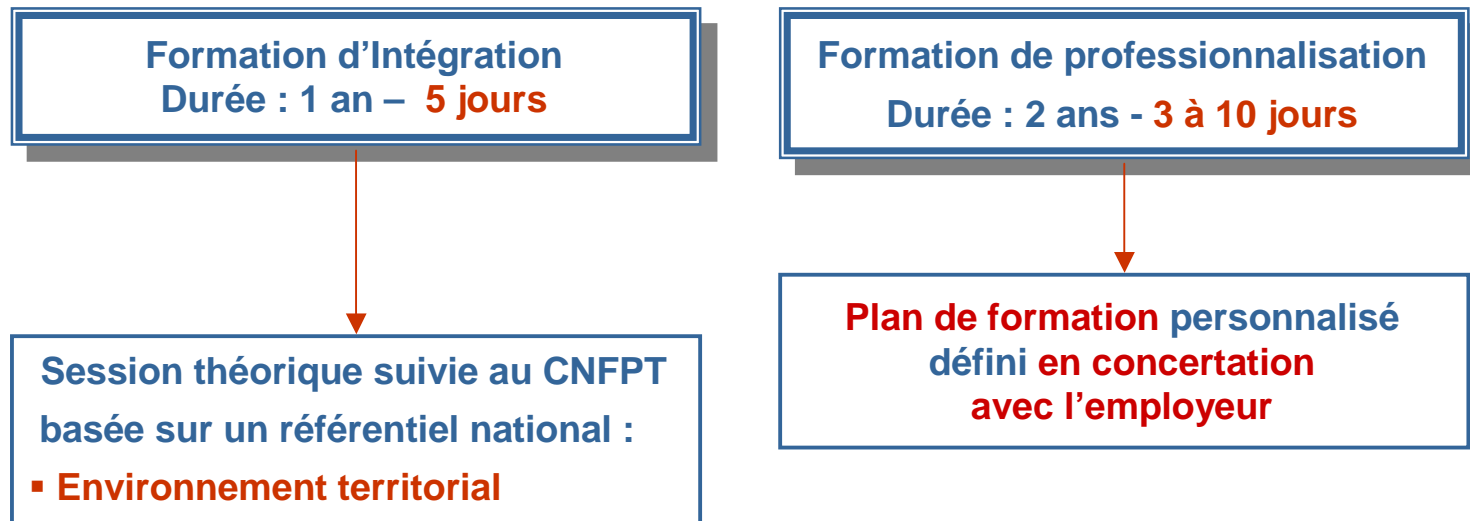 Formation d’Intégration
Durée : 1 an – 5 jours
Session théorique suivie au CNFPT
basée sur un référentiel national :
▪ Environnement territorial
Formation de professionnalisation
Durée : 2 ans - 3 à 10 jours
Plan de formation personnalisé
défini en concertation
avec l’employeur